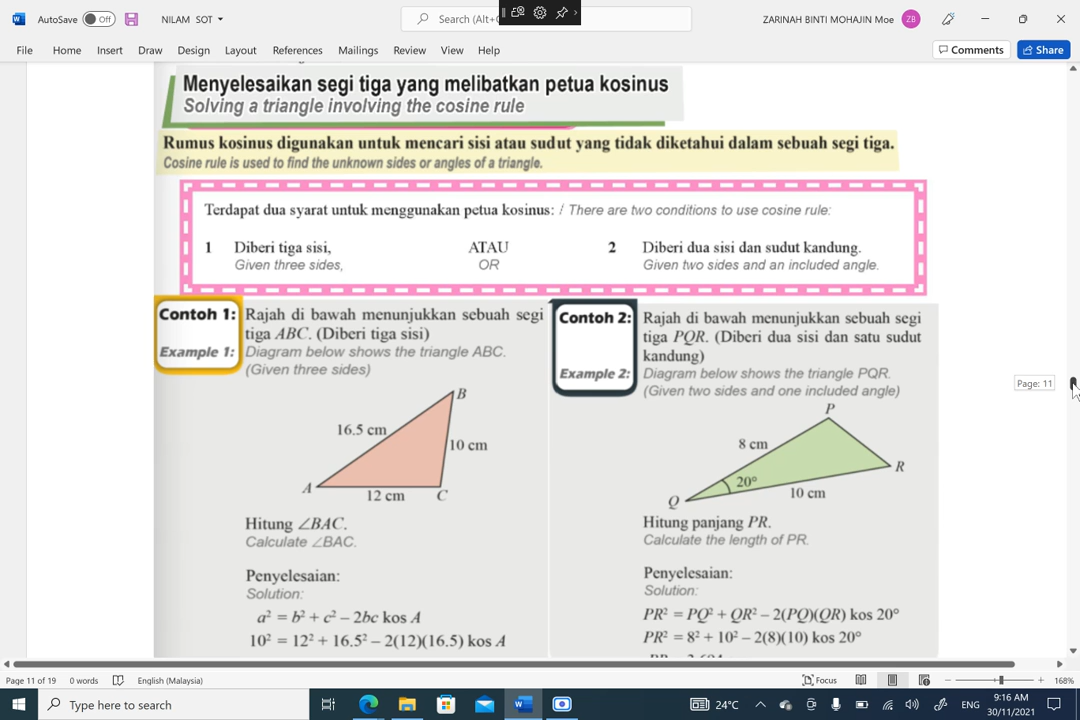 AutoSave Off NILAM SOT Search (Alt+ ZARINAH BINTI MOHAJIN Moe ZB
File Home Insert Draw Design Layout References Mailings Review View Help Comments Share
Menyelesaikan segi tiga yang melibatkan petua kosinus
Solving a triangle involving the cosine rule
Rumus kosinus digunakan untuk mencari sisi atau sudut yang tidak diketahui dalam sebuah segi tiga.
Cosine rule is used to find the unknown sides or angles of a triangle.
Terdapat dua syarat untuk menggunakan petua kosinus: / There are two conditions to use cosine rule:
1 Diberi tiga sisi, ATAU 2 Diberi dua sisi dan sudut kandung.
Given three sides, OR Given two sides and an included angle.
Contoh 1: Rajah di bawah menunjukkan sebuah segi
tiga ABC. (Diberi tiga sisi)
Example 1: Diagram below shows the triangle ABC.
(Given three sides)
B
16.5 cm
10 cm
A
12 cm
C
Hitung ∠BAC.
Calculate ∠BAC.
Penyelesaian:
Solution:
a² = b² + c² – 2bc kos A
10² = 12² + 16.5² – 2(12)(16.5) kos A
Contoh 2: Rajah di bawah menunjukkan sebuah segi
tiga PQR. (Diberi dua sisi dan satu sudut
kandung)
Example 2: Diagram below shows the triangle PQR.
(Given two sides and one included angle)
P
8 cm
R
20°
10 cm
Q
Hitung panjang PR.
Calculate the length of PR.
Penyelesaian:
Solution:
PR² = PQ² + QR² – 2(PQ)(QR) kos 20°
PR² = 8² + 10² – 2(8)(10) kos 20°
Page: 11
Page 11 of 19 0 words English (Malaysia) Focus 168%
Type here to search 24°C ENG 9:16 AM
30/11/2021